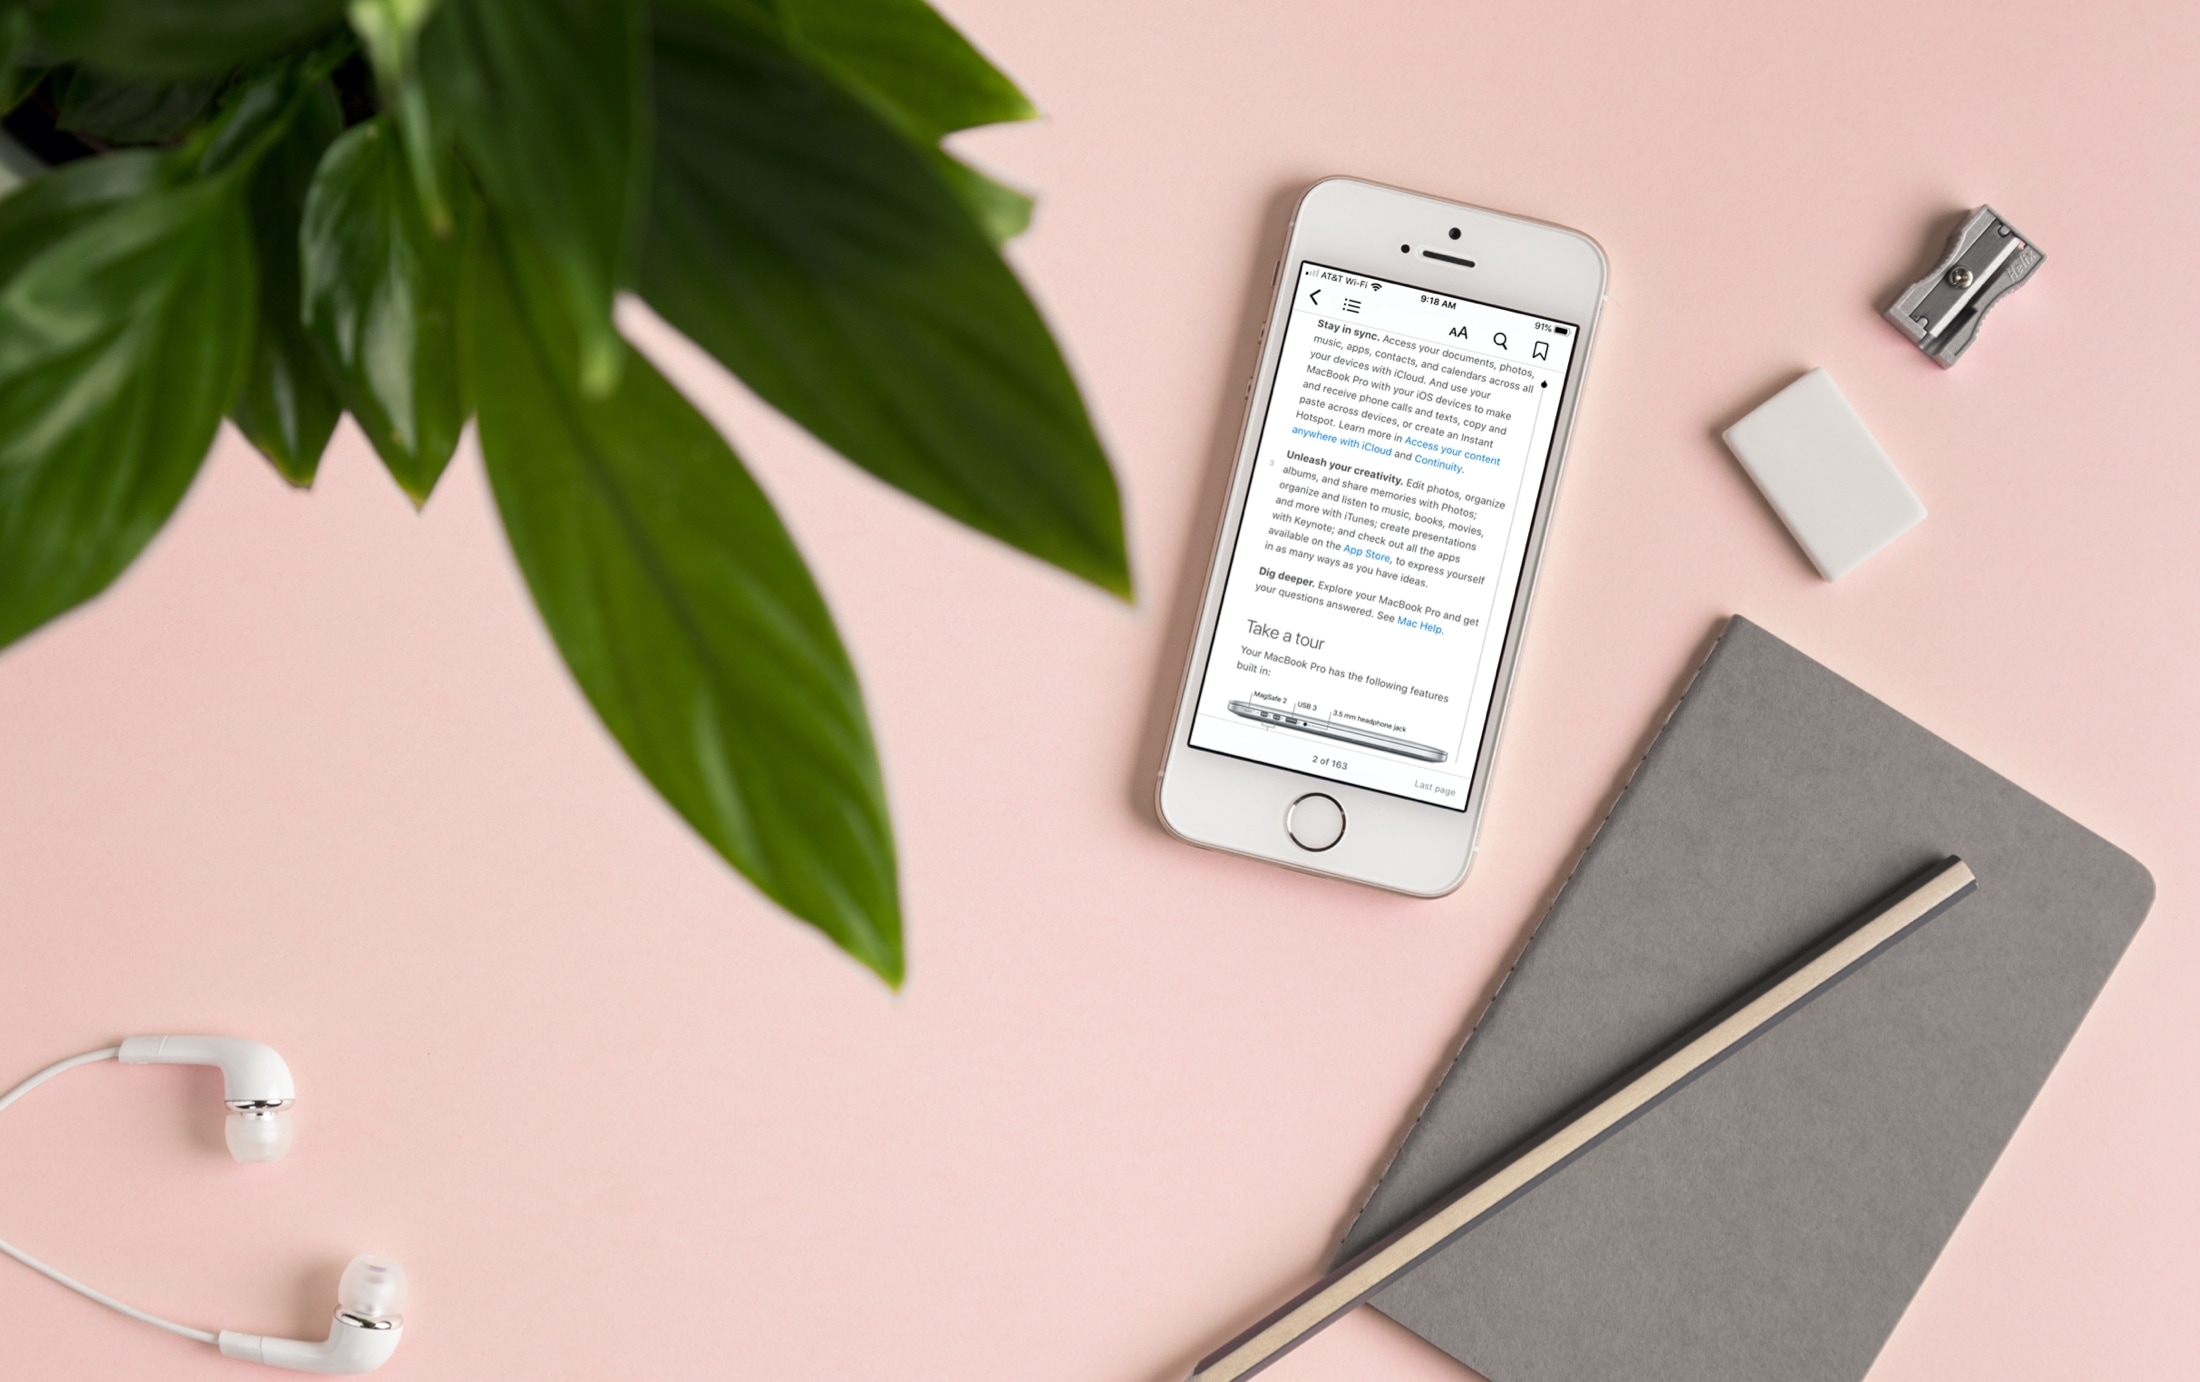 AT&T Wi-Fi 9:18 AM 91%
AA
Stay in sync. Access your documents, photos,
music, apps, contacts, and calendars across all
your devices with iCloud. And use your
MacBook Pro with your iOS devices to make
and receive phone calls and texts, copy and
paste across devices, or create an Instant
Hotspot. Learn more in Access your content
anywhere with iCloud and Continuity.
3
Unleash your creativity. Edit photos, organize
albums, and share memories with Photos;
organize and listen to music, books, movies,
and more with iTunes; create presentations
with Keynote; and check out all the apps
available on the App Store, to express yourself
in as many ways as you have ideas.
Dig deeper. Explore your MacBook Pro and get
your questions answered. See Mac Help.
Take a tour
Your MacBook Pro has the following features
built in:
MagSafe 2 USB 3 3.5 mm headphone jack
2 of 163
Last page
Helix